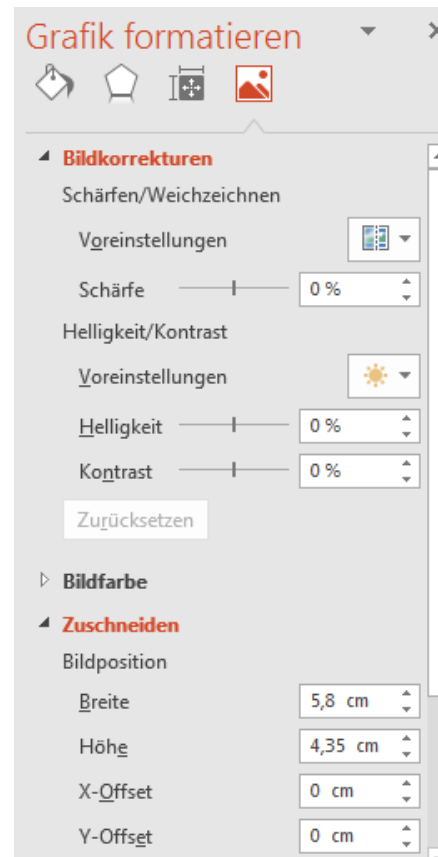 Grafik formatieren
Bildkorrekturen
Schärfen/Weichzeichnen
Voreinstellungen
Schärfe 0 %
Helligkeit/Kontrast
Voreinstellungen
Helligkeit 0 %
Kontrast 0 %
Zurücksetzen
Bildfarbe
Zuschneiden
Bildposition
Breite 5,8 cm
Höhe 4,35 cm
X-Offset 0 cm
Y-Offset 0 cm